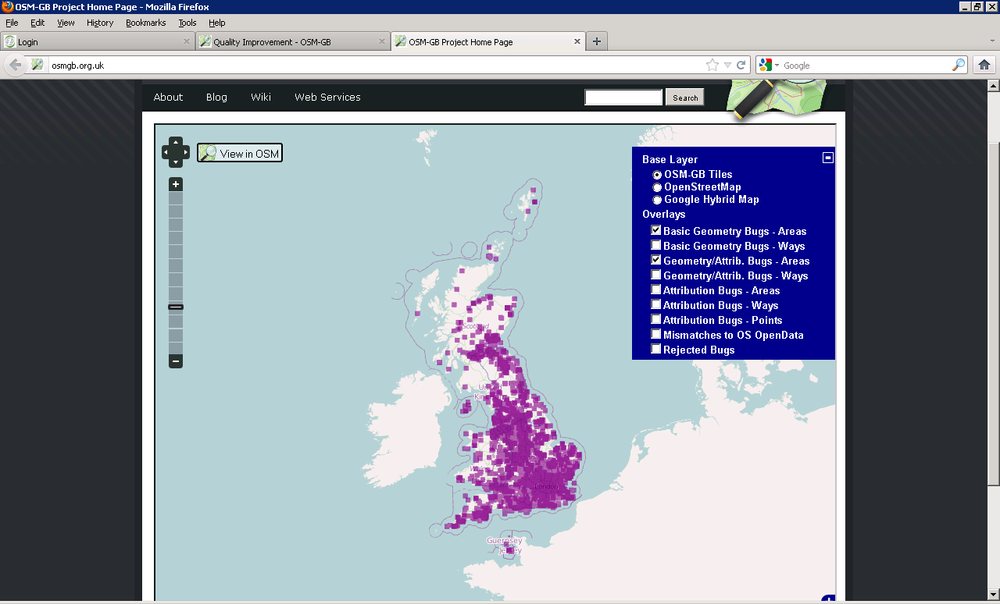 OSM-GB Project Home Page - Mozilla Firefox
File Edit View History Bookmarks Tools Help
Login
Quality Improvement - OSM-GB
OSM-GB Project Home Page
osmgb.org.uk
Google
About Blog Wiki Web Services
Search
View in OSM
Base Layer
OSM-GB Tiles
OpenStreetMap
Google Hybrid Map
Overlays
Basic Geometry Bugs - Areas
Basic Geometry Bugs - Ways
Geometry/Attrib. Bugs - Areas
Geometry/Attrib. Bugs - Ways
Attribution Bugs - Areas
Attribution Bugs - Ways
Attribution Bugs - Points
Mismatches to OS OpenData
Rejected Bugs
Scotland
London
Guernsey
Jersey